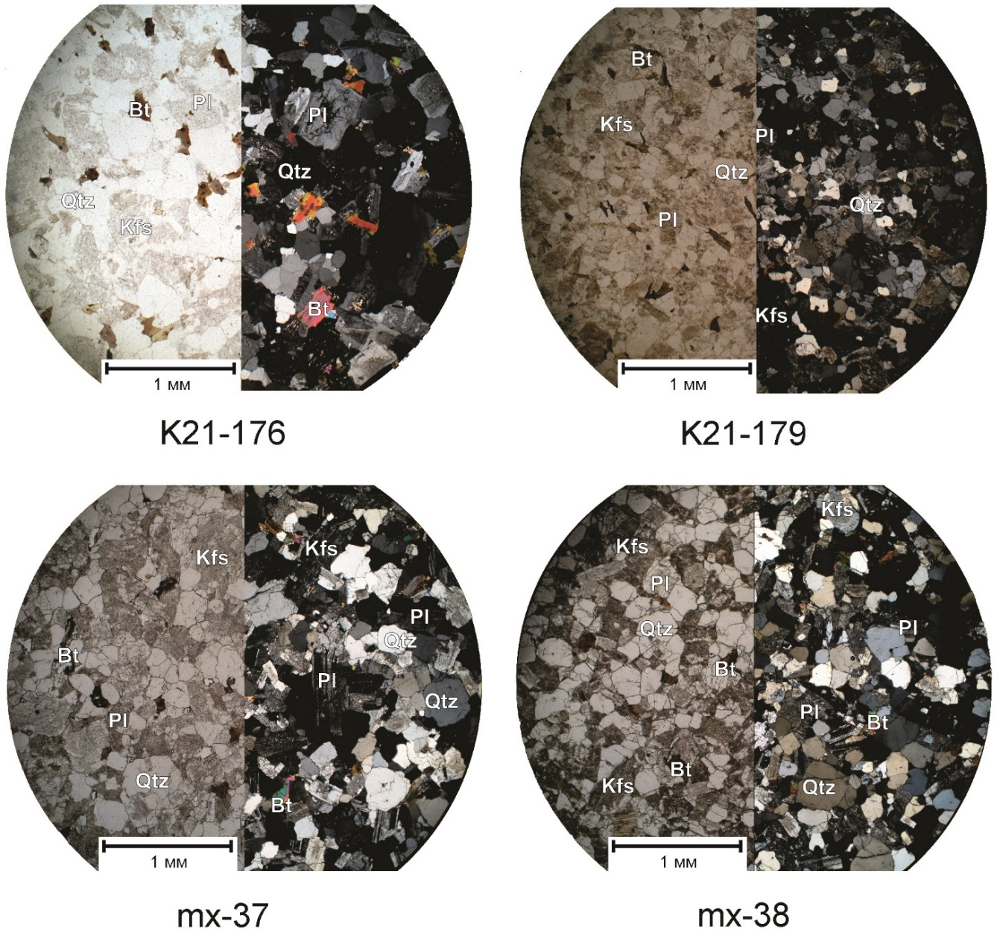 Bt
Pl
Pl
Qtz
Qtz
Kfs
Bt
1 мм
K21-176
Bt
Kfs
Pl
Qtz
Qtz
Pl
Kfs
1 мм
K21-179
Kfs
Kfs
Pl
Qtz
Bt
Pl
Qtz
Pl
Qtz
Bt
1 мм
mx-37
Kfs
Kfs
Pl
Qtz
Pl
Bt
Pl
Bt
Bt
Kfs
Qtz
1 мм
mx-38